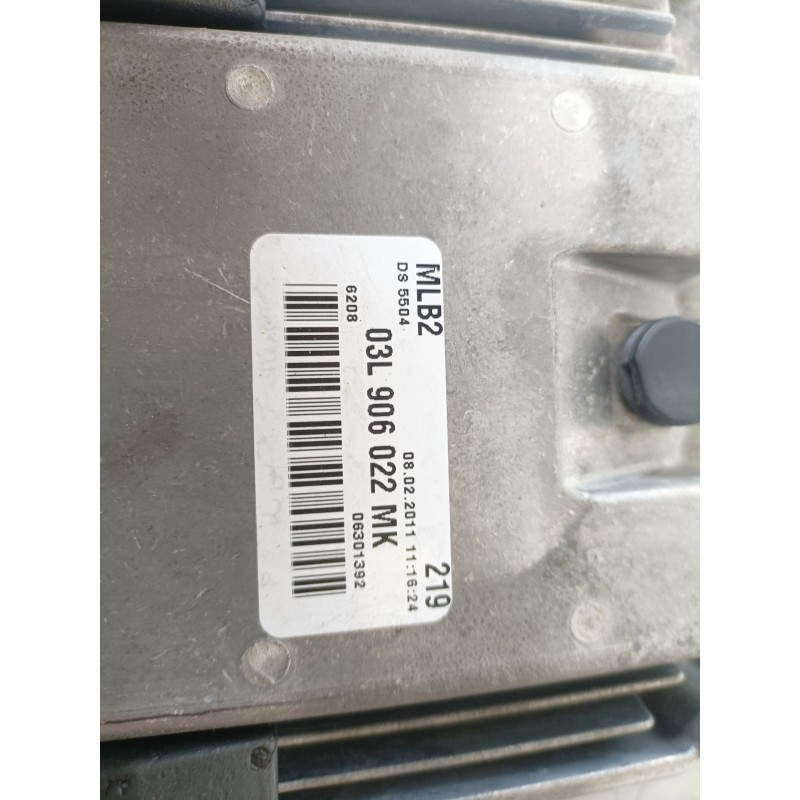 MLB2 219
DS 5504 08.02.2011 11:16:24
03L 906 022 MK
6208 06301392